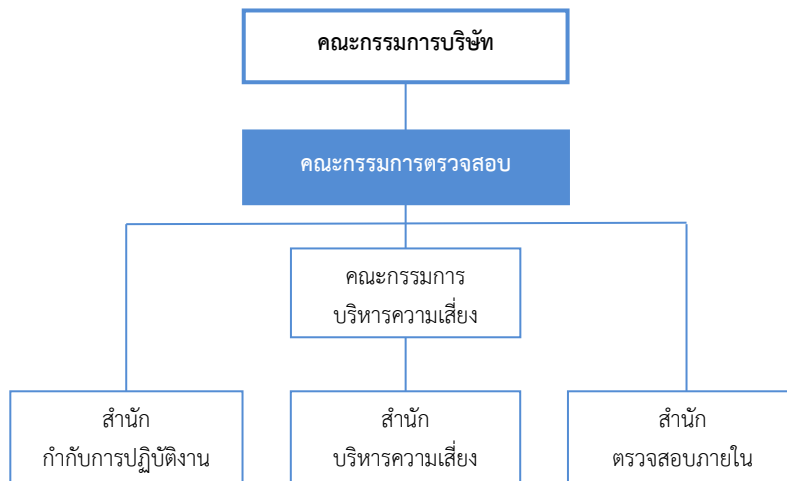 คณะกรรมการบริษัท
คณะกรรมการตรวจสอบ
คณะกรรมการ
บริหารความเสี่ยง
สำนัก
กำกับการปฏิบัติงาน
สำนัก
บริหารความเสี่ยง
สำนัก
ตรวจสอบภายใน